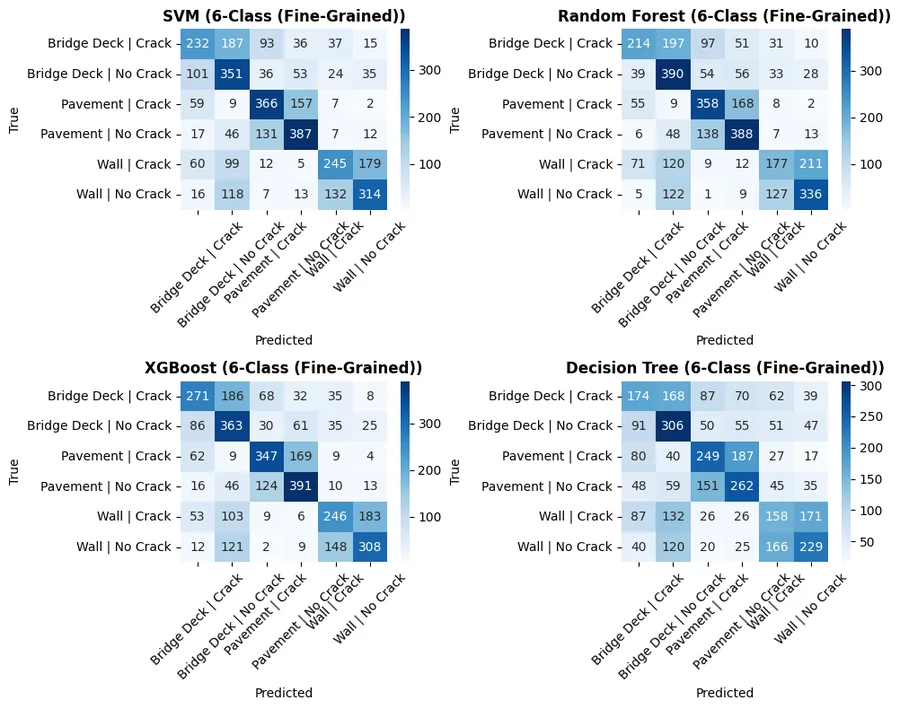 SVM (6-Class (Fine-Grained))
True
Bridge Deck | Crack 232 187 93 36 37 15
Bridge Deck | No Crack 101 351 36 53 24 35
Pavement | Crack 59 9 366 157 7 2
Pavement | No Crack 17 46 131 387 7 12
Wall | Crack 60 99 12 5 245 179
Wall | No Crack 16 118 7 13 132 314
300
200
100
Bridge Deck | Crack
Bridge Deck | No Crack
Pavement | Crack
Pavement | No Crack
Wall | Crack
Wall | No Crack
Predicted
Random Forest (6-Class (Fine-Grained))
True
Bridge Deck | Crack 214 197 97 51 31 10
Bridge Deck | No Crack 39 390 54 56 33 28
Pavement | Crack 55 9 358 168 8 2
Pavement | No Crack 6 48 138 388 7 13
Wall | Crack 71 120 9 12 177 211
Wall | No Crack 5 122 1 9 127 336
300
200
100
Bridge Deck | Crack
Bridge Deck | No Crack
Pavement | Crack
Pavement | No Crack
Wall | Crack
Wall | No Crack
Predicted
XGBoost (6-Class (Fine-Grained))
True
Bridge Deck | Crack 271 186 68 32 35 8
Bridge Deck | No Crack 86 363 30 61 35 25
Pavement | Crack 62 9 347 169 9 4
Pavement | No Crack 16 46 124 391 10 13
Wall | Crack 53 103 9 6 246 183
Wall | No Crack 12 121 2 9 148 308
300
200
100
Bridge Deck | Crack
Bridge Deck | No Crack
Pavement | Crack
Pavement | No Crack
Wall | Crack
Wall | No Crack
Predicted
Decision Tree (6-Class (Fine-Grained))
True
Bridge Deck | Crack 174 168 87 70 62 39
Bridge Deck | No Crack 91 306 50 55 51 47
Pavement | Crack 80 40 249 187 27 17
Pavement | No Crack 48 59 151 262 45 35
Wall | Crack 87 132 26 26 158 171
Wall | No Crack 40 120 20 25 166 229
300
250
200
150
100
50
Bridge Deck | Crack
Bridge Deck | No Crack
Pavement | Crack
Pavement | No Crack
Wall | Crack
Wall | No Crack
Predicted